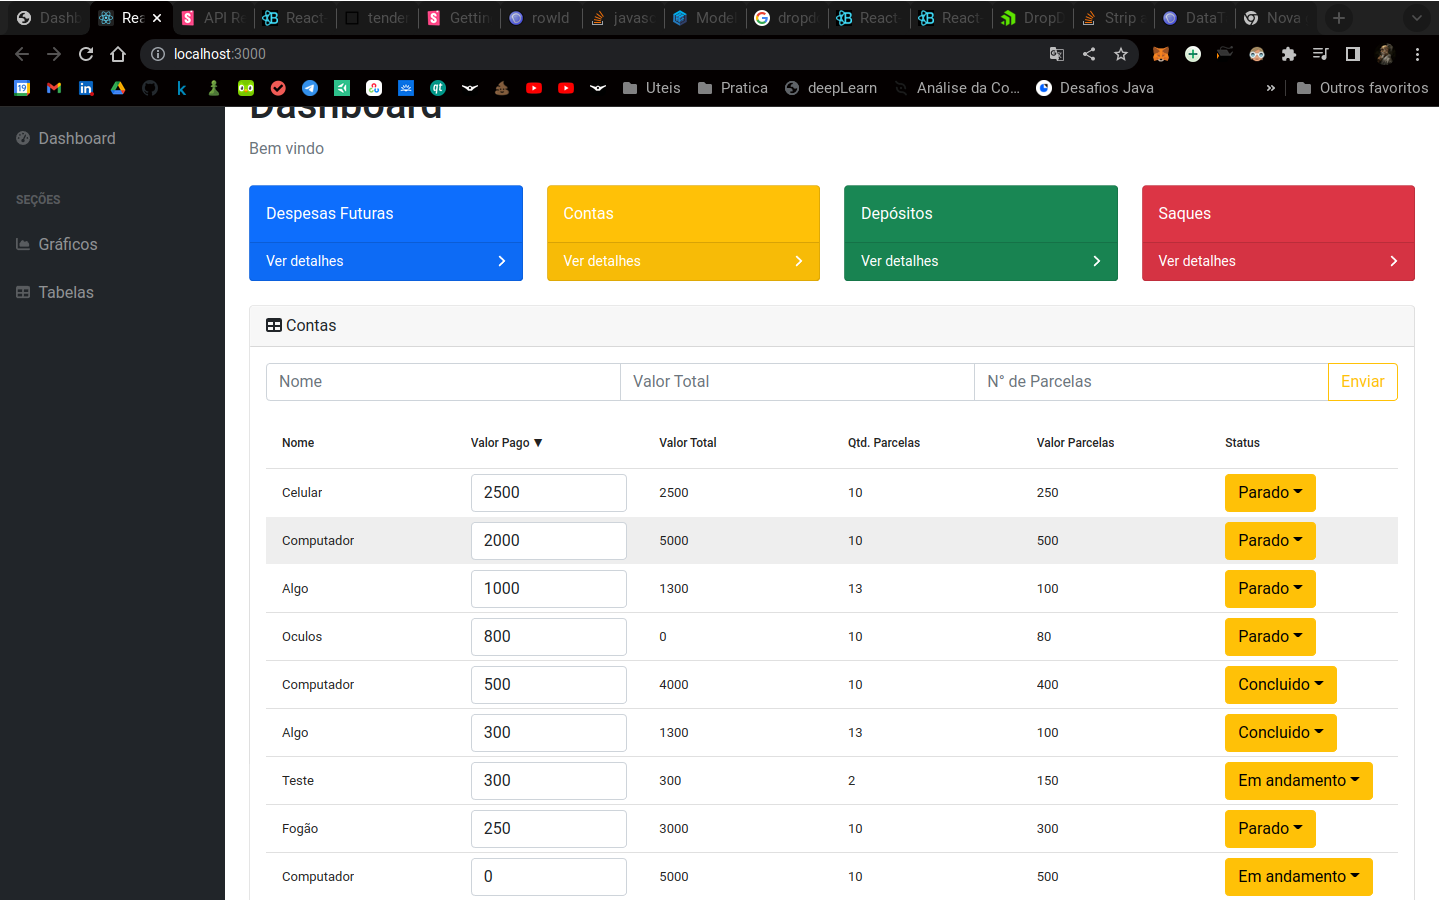 Dashb
Rea
API Re
React
tender
Gettin
rowId
javasc
Model
dropd
React-
React-
DropD
Strip a
DataT
Nova
localhost:3000
Uteis
Pratica
deepLearn
Análise da Co...
Desafios Java
»
Outros favoritos
Dashboard
SEÇÕES
Gráficos
Tabelas
Dashboard
Bem vindo
Despesas Futuras
Contas
Depósitos
Saques
Ver detalhes
Ver detalhes
Ver detalhes
Ver detalhes
Contas
Nome Valor Total N° de Parcelas Enviar
Nome Valor Pago ▼ Valor Total Qtd. Parcelas Valor Parcelas Status
Celular 2500 2500 10 250 Parado
Computador 2000 5000 10 500 Parado
Algo 1000 1300 13 100 Parado
Oculos 800 0 10 80 Parado
Computador 500 4000 10 400 Concluido
Algo 300 1300 13 100 Concluido
Teste 300 300 2 150 Em andamento
Fogão 250 3000 10 300 Parado
Computador 0 5000 10 500 Em andamento